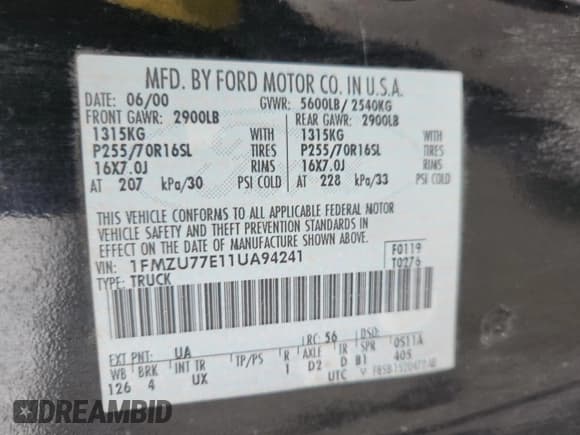 MFD. BY FORD MOTOR CO. IN U.S.A.
DATE: 06/00 GVWR: 5600LB/ 2540KG
FRONT GAWR: 2900LB REAR GAWR: 2900LB
1315KG WITH 1315KG WITH
P255/70R16SL TIRES P255/70R16SL TIRES
16X7.0J RIMS 16X7.0J RIMS
AT 207 kPa/30 PSI COLD AT 228 kPa/33 PSI COLD
THIS VEHICLE CONFORMS TO ALL APPLICABLE FEDERAL MOTOR
VEHICLE SAFETY AND BUMPER STANDARDS IN
EFFECT ON THE DATE OF MANUFACTURE SHOWN ABOVE.
VIN: 1FMZU77E11UA94241 F0119
TYPE: TRUCK T0276
EXT PNT: UA RC: 56 DSO:
WB BRK INT TR TP/PS R AXLE TR SPR 0511A
126 4 UX 1 D2 D B1 405
UTC
DREAMBID